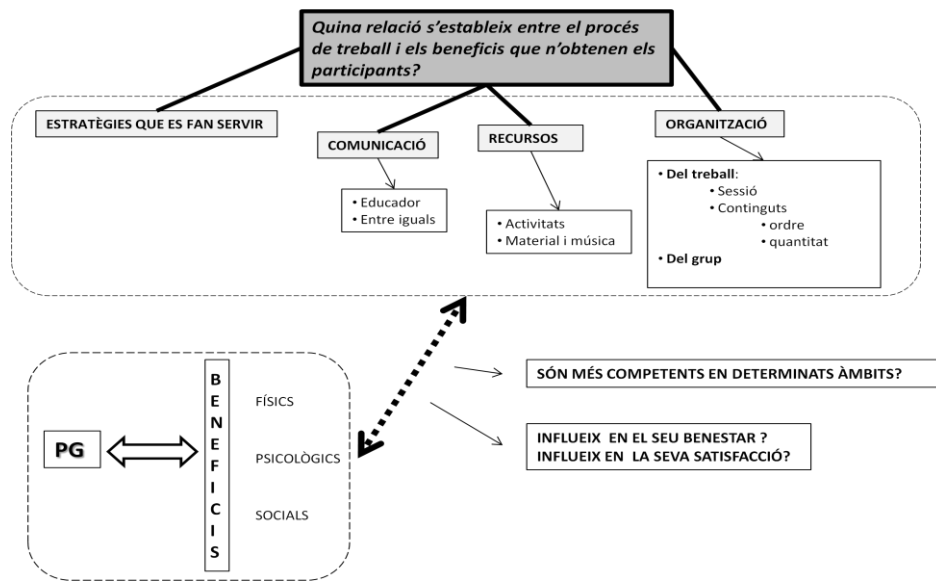 Quina relació s'estableix entre el procés
de treball i els beneficis que n'obtenen els
participants?
ESTRATÈGIES QUE ES FAN SERVIR
COMUNICACIÓ
RECURSOS
ORGANITZACIÓ
• Educador
• Entre iguals
• Activitats
• Material i música
• Del treball:
• Sessió
• Continguts
• ordre
• quantitat
• Del grup
PG
BENEFICIS
FÍSICS
PSICOLÒGICS
SOCIALS
SÓN MÉS COMPETENTS EN DETERMINATS ÀMBITS?
INFLUEIX EN EL SEU BENESTAR ?
INFLUEIX EN LA SEVA SATISFACCIÓ?